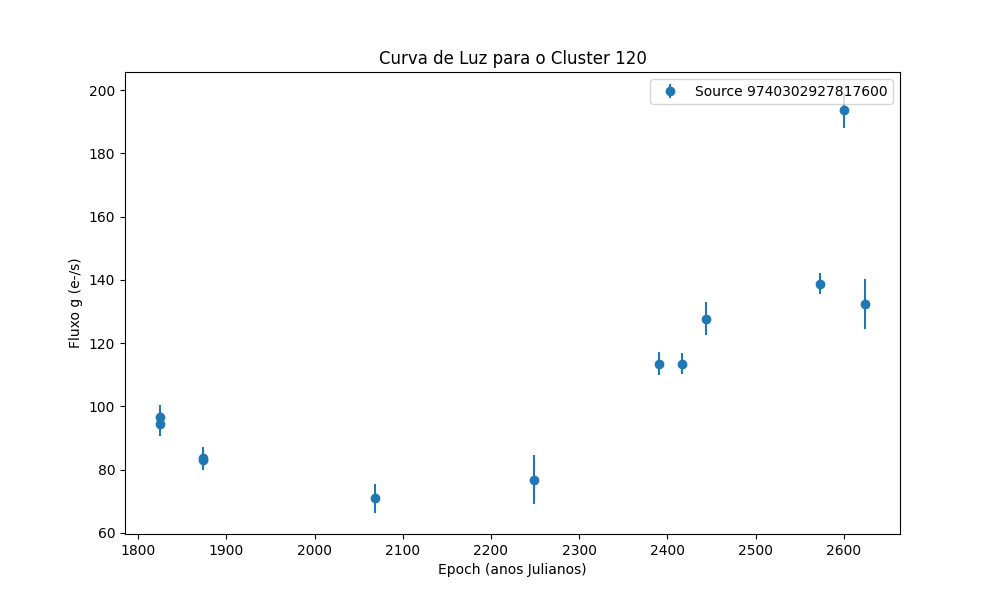 Curva de Luz para o Cluster 120
Source 9740302927817600
200
180
160
140
120
100
80
60
Fluxo g (e-/s)
1800 1900 2000 2100 2200 2300 2400 2500 2600
Epoch (anos Julianos)